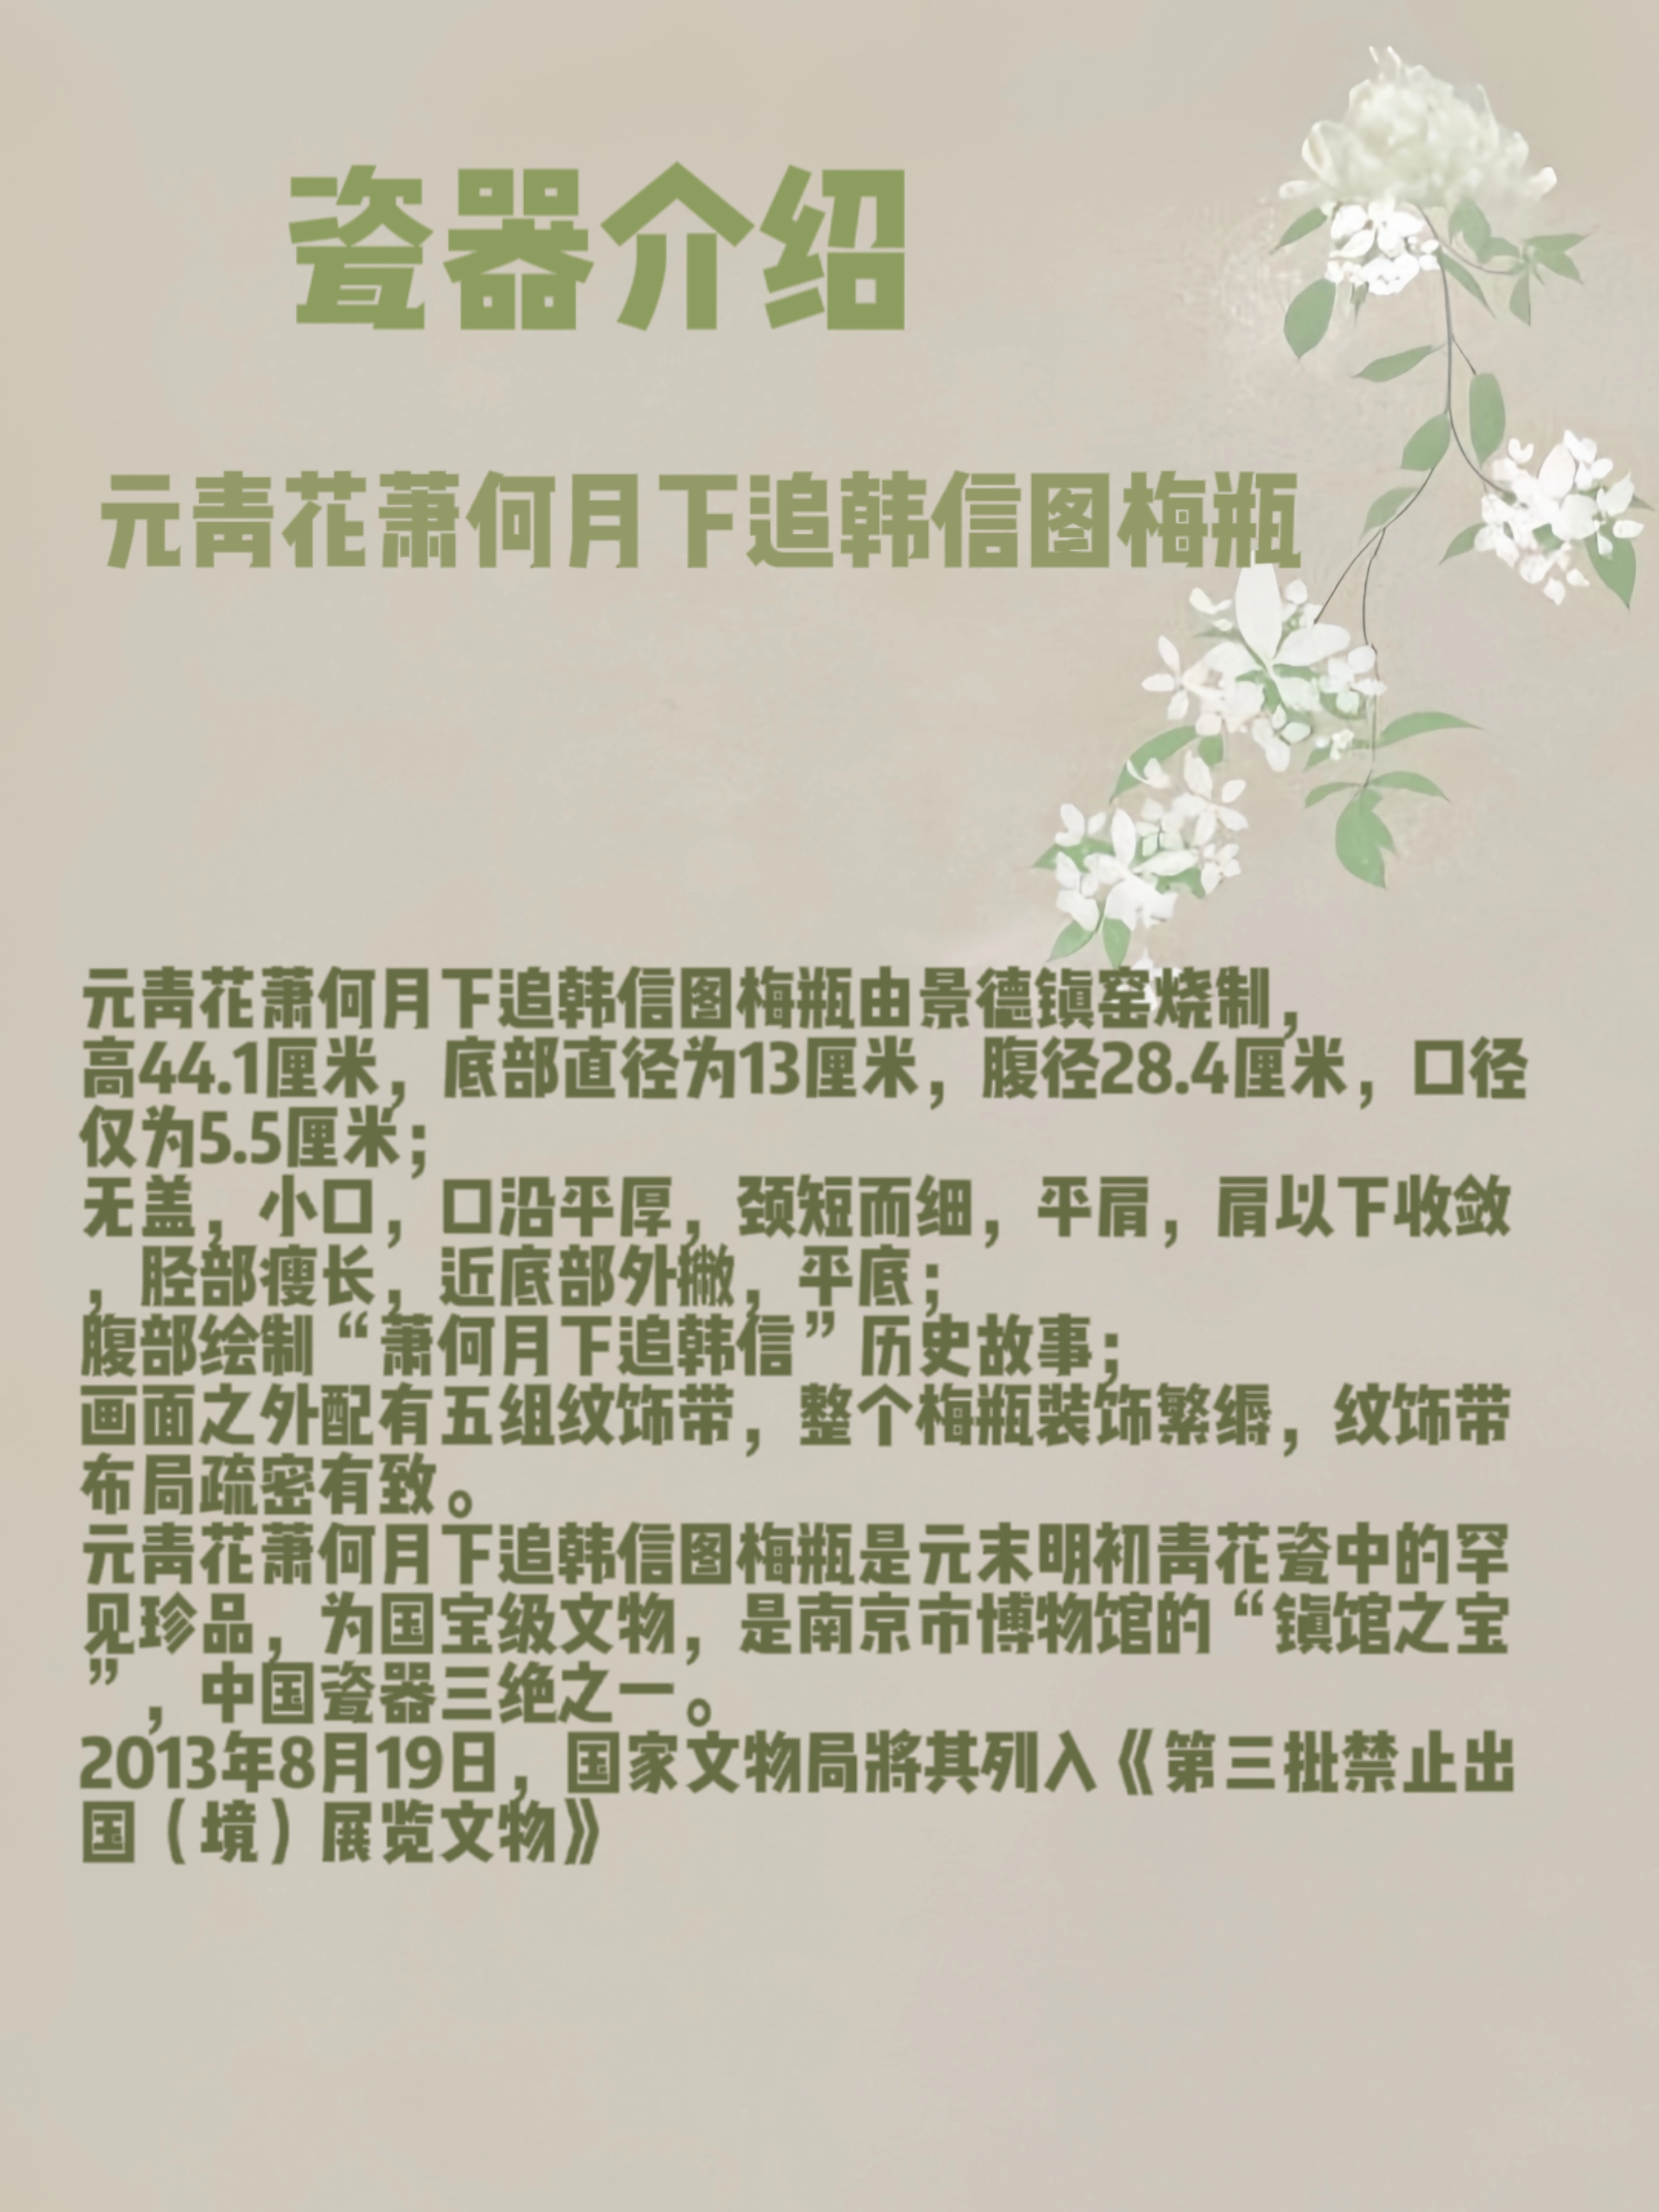 瓷器介绍
元青花萧何月下追韩信图梅瓶
元青花萧何月下追韩信图梅瓶由景德镇窑烧制，
高44.1厘米，底部直径为13厘米，腹径28.4厘米，口径
仅为5.5厘米；
无盖，小口，口沿平厚，颈短而细，平肩，肩以下收敛
，胫部瘦长，近底部外撇，平底；
腹部绘制“萧何月下追韩信”历史故事；
画面之外配有五组纹饰带，整个梅瓶装饰繁缛，纹饰带
布局疏密有致。
元青花萧何月下追韩信图梅瓶是元末明初青花瓷中的罕
见珍品，为国宝级文物，是南京市博物馆的“镇馆之宝
”，中国瓷器三绝之一。
2013年8月19日，国家文物局将其列入《第三批禁止出
国（境）展览文物》